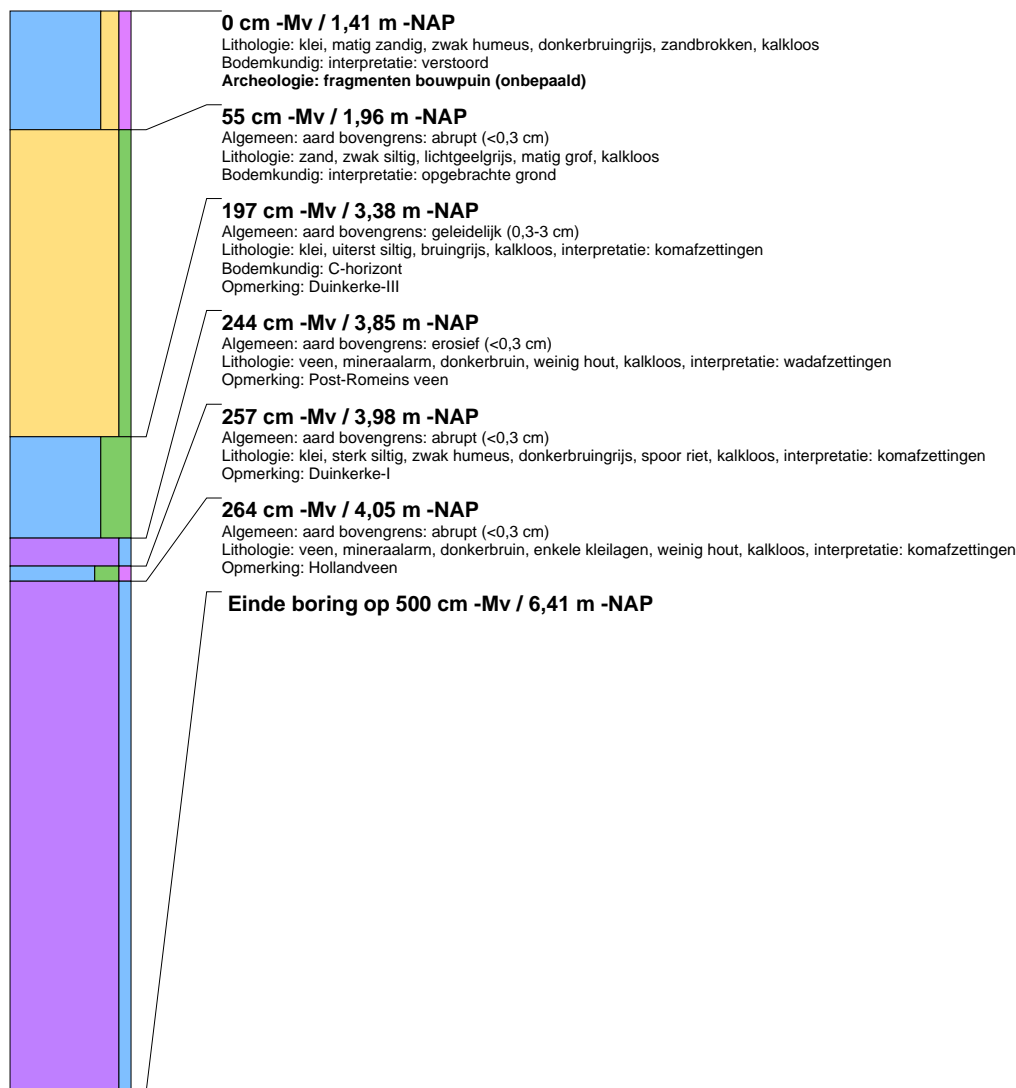 0 cm -Mv / 1,41 m -NAP
Lithologie: klei, matig zandig, zwak humeus, donkerbruingrijs, zandbrokken, kalkloos
Bodemkundig: interpretatie: verstoord
Archeologie: fragmenten bouwpuin (onbepaald)
55 cm -Mv / 1,96 m -NAP
Algemeen: aard bovengrens: abrupt (<0,3 cm)
Lithologie: zand, zwak siltig, lichtgeelgrijs, matig grof, kalkloos
Bodemkundig: interpretatie: opgebrachte grond
197 cm -Mv / 3,38 m -NAP
Algemeen: aard bovengrens: geleidelijk (0,3-3 cm)
Lithologie: klei, uiterst siltig, bruingrijs, kalkloos, interpretatie: komafzettingen
Bodemkundig: C-horizont
Opmerking: Duinkerke-III
244 cm -Mv / 3,85 m -NAP
Algemeen: aard bovengrens: erosief (<0,3 cm)
Lithologie: veen, mineraalarm, donkerbruin, weinig hout, kalkloos, interpretatie: wadafzettingen
Opmerking: Post-Romeins veen
257 cm -Mv / 3,98 m -NAP
Algemeen: aard bovengrens: abrupt (<0,3 cm)
Lithologie: klei, sterk siltig, zwak humeus, donkerbruingrijs, spoor riet, kalkloos, interpretatie: komafzettingen
Opmerking: Duinkerke-I
264 cm -Mv / 4,05 m -NAP
Algemeen: aard bovengrens: abrupt (<0,3 cm)
Lithologie: veen, mineraalarm, donkerbruin, enkele kleilagen, weinig hout, kalkloos, interpretatie: komafzettingen
Opmerking: Hollandveen
Einde boring op 500 cm -Mv / 6,41 m -NAP